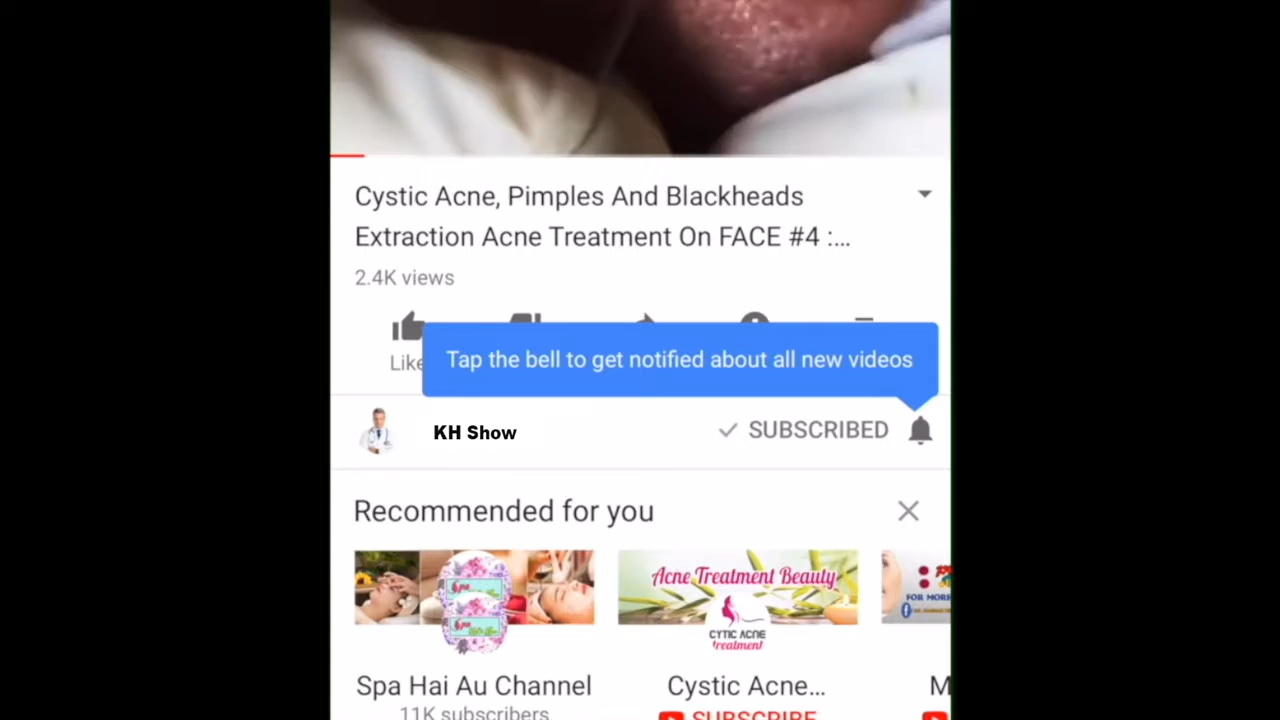 Cystic Acne, Pimples And Blackheads
Extraction Acne Treatment On FACE #4 :...
2.4K views
Like
Tap the bell to get notified about all new videos
KH Show
SUBSCRIBED
Recommended for you
Acne Treatment Beauty
CYTIC ACNE
treatment
FOR MORE
Spa Hai Au Channel
Cystic Acne...
M
11K subscribers
SUBSCRIBE